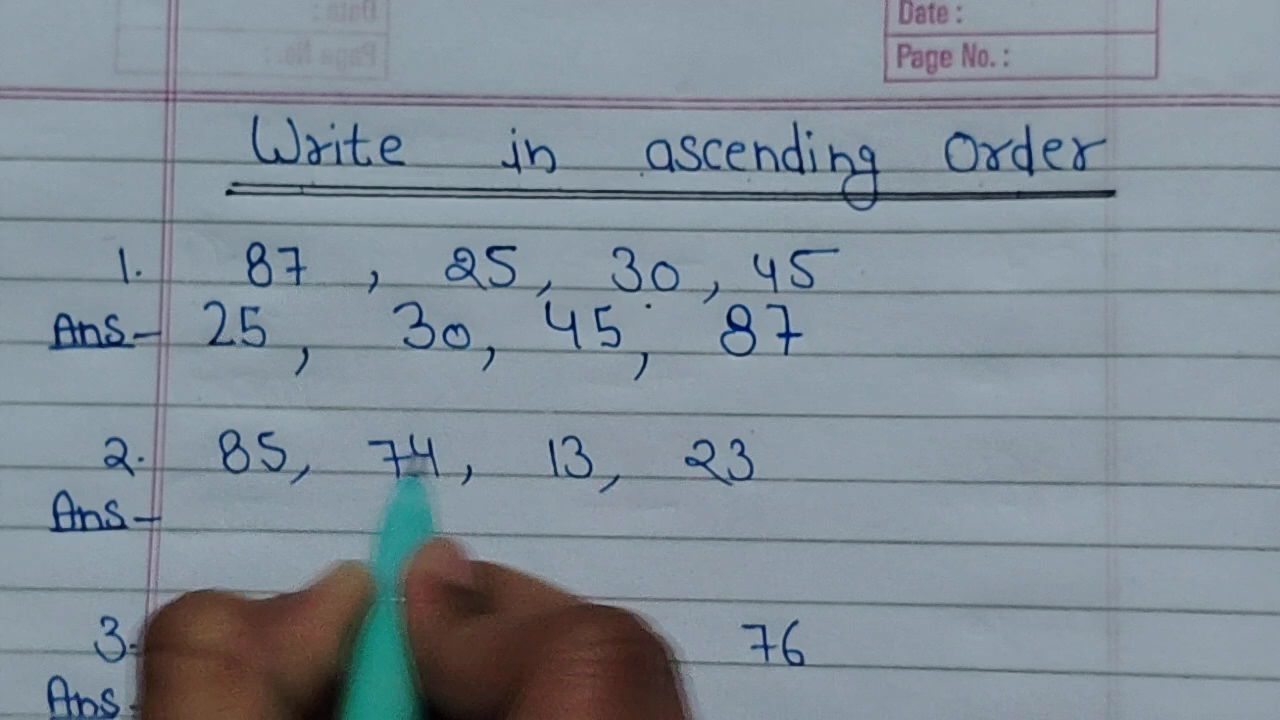 Date :
Page No. :
Write in ascending Order
1. 87 , 25, 30, 45
Ans- 25, 30, 45, 87
2. 85, 74, 13, 23
Ans-
3. 76
Ans-